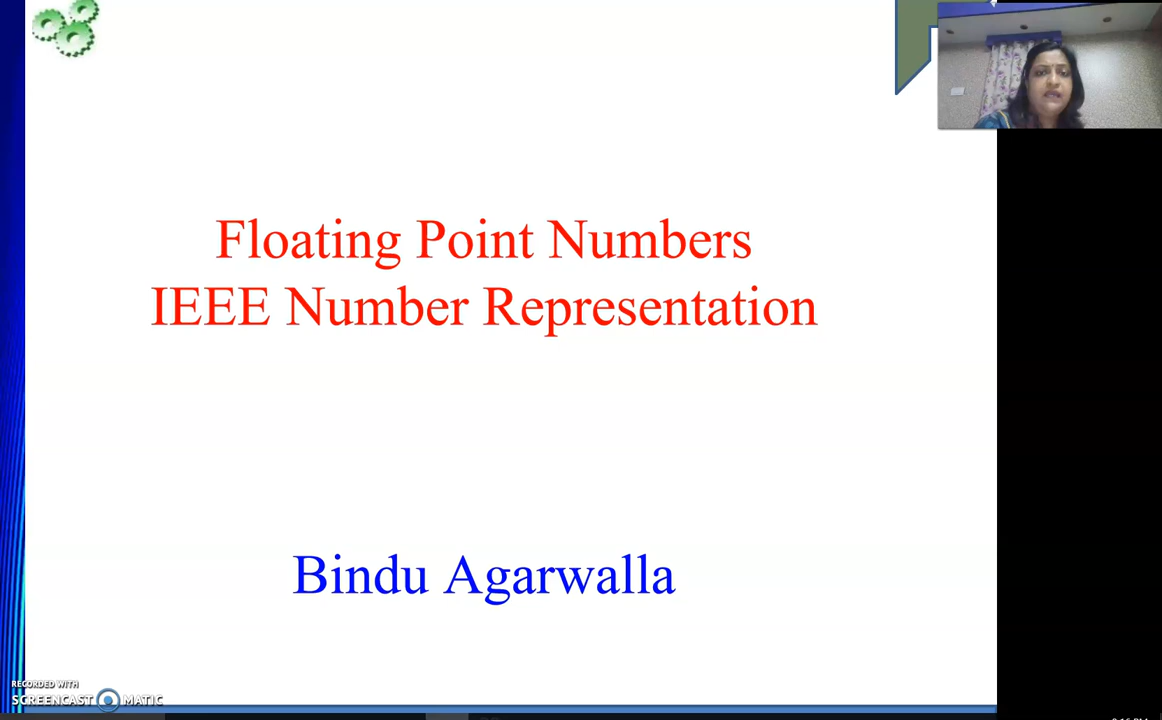 Floating Point Numbers
IEEE Number Representation
Bindu Agarwalla
RECORDED WITH
SCREENCAST MATIC